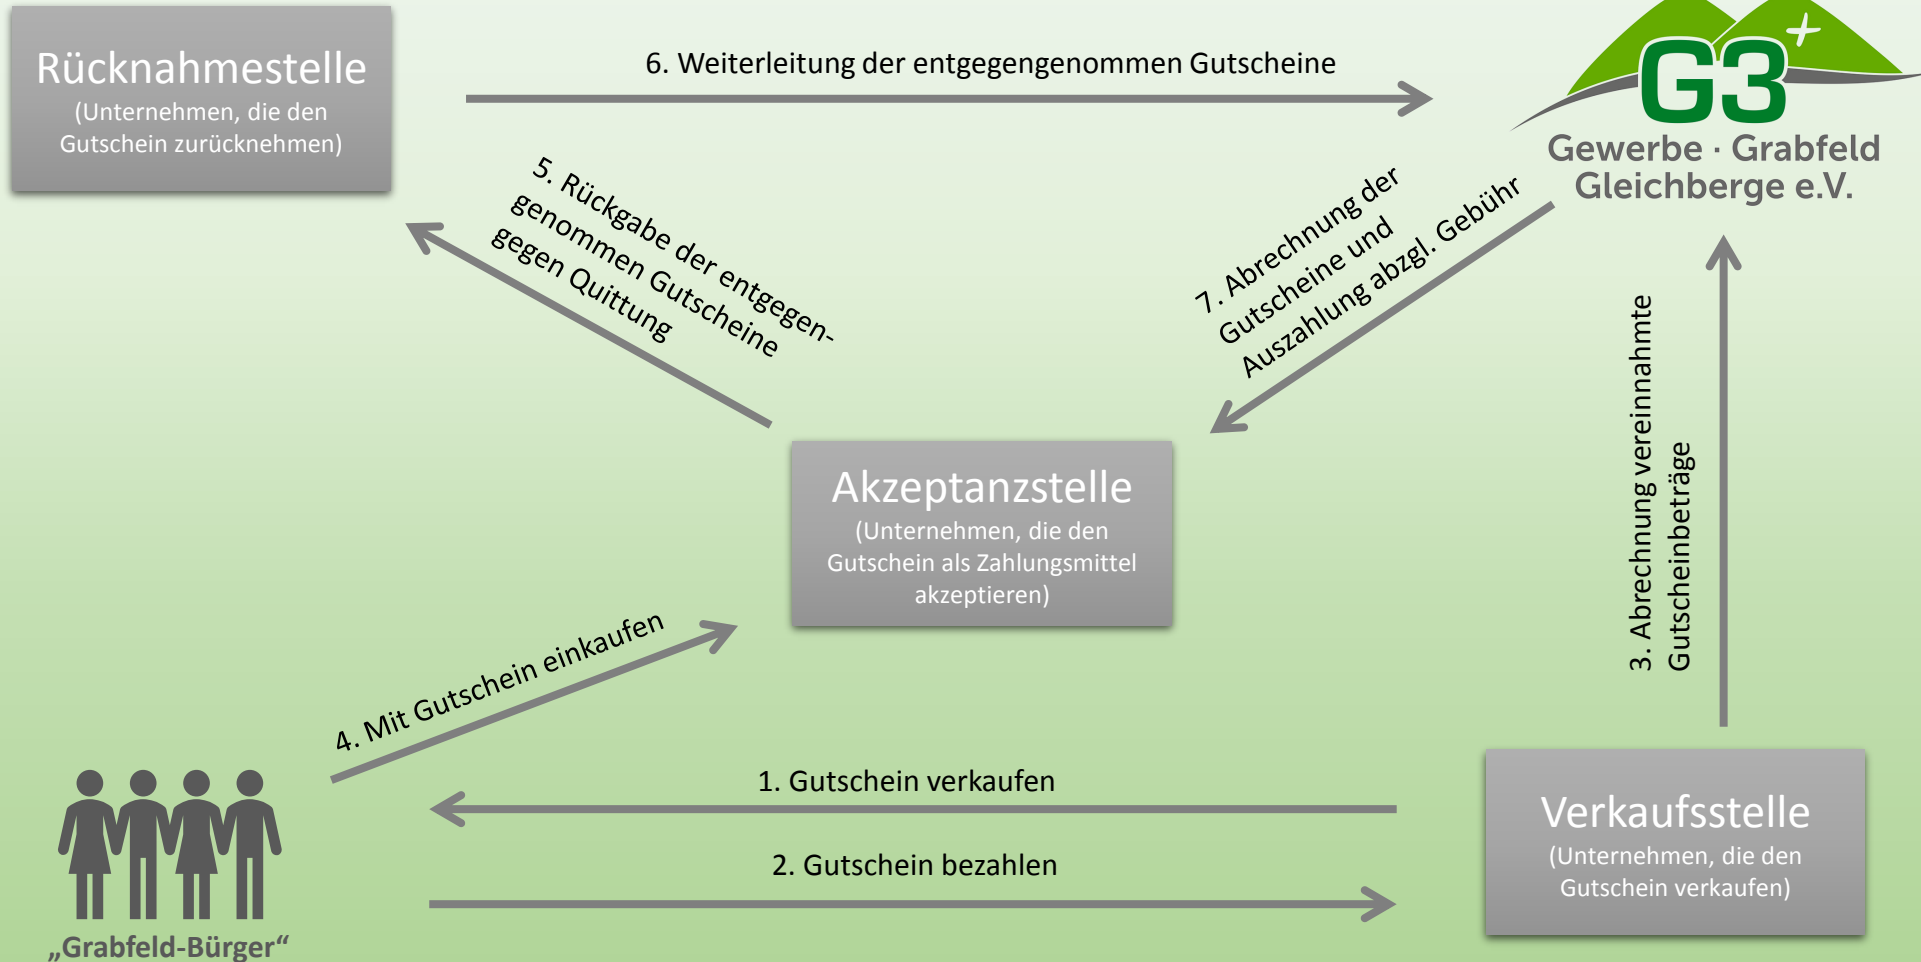 Rücknahmestelle
(Unternehmen, die den
Gutschein zurücknehmen)
6. Weiterleitung der entgegengenommen Gutscheine
G3+
Gewerbe · Grabfeld
Gleichberge e.V.
5. Rückgabe der entgegen-
genommen Gutscheine
gegen Quittung
7. Abrechnung der
Gutscheine und
Auszahlung abzgl. Gebühr
3. Abrechnung vereinnahmte
Gutscheinbeträge
Akzeptanzstelle
(Unternehmen, die den
Gutschein als Zahlungsmittel
akzeptieren)
4. Mit Gutschein einkaufen
1. Gutschein verkaufen
2. Gutschein bezahlen
Verkaufsstelle
(Unternehmen, die den
Gutschein verkaufen)
„Grabfeld-Bürger“